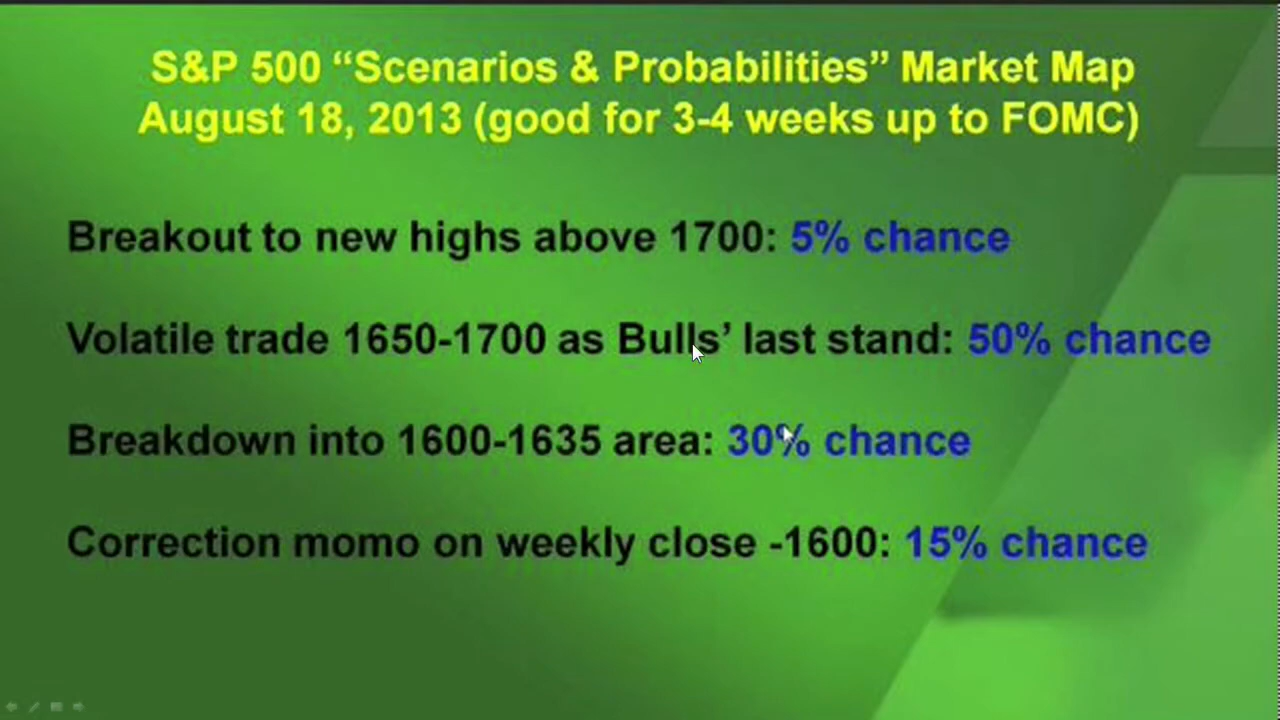 S&P 500 “Scenarios & Probabilities” Market Map
August 18, 2013 (good for 3-4 weeks up to FOMC)
Breakout to new highs above 1700: 5% chance
Volatile trade 1650-1700 as Bulls’ last stand: 50% chance
Breakdown into 1600-1635 area: 30% chance
Correction momo on weekly close -1600: 15% chance